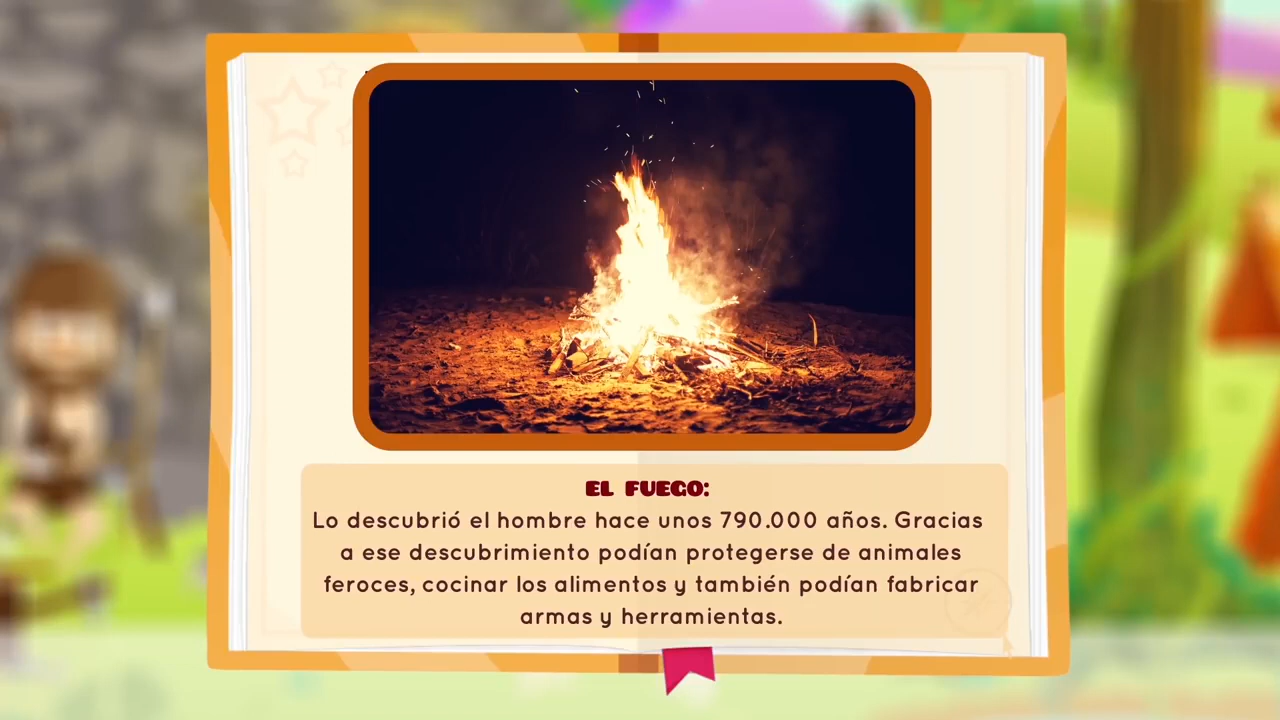 EL FUEGO:
Lo descubrió el hombre hace unos 790.000 años. Gracias
a ese descubrimiento podían protegerse de animales
feroces, cocinar los alimentos y también podían fabricar
armas y herramientas.